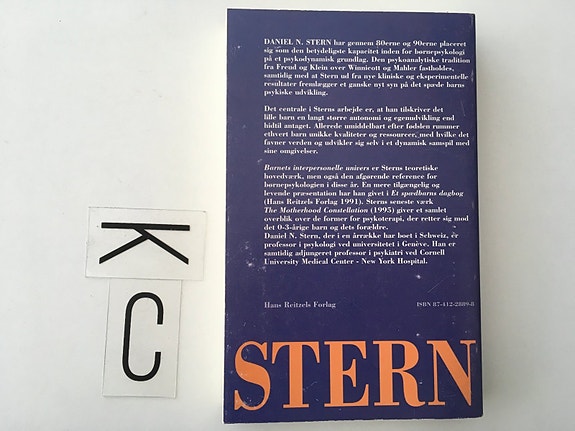 DANIEL N. STERN har gennem 80erne og 90erne placeret
sig som den betydeligste kapacitet inden for børnepsykologi
på et psykodynamisk grundlag. Den psykoanalytiske tradition
fra Freud og Klein over Winnicott og Mahler fastholdes,
samtidig med at Stern ud fra nye kliniske og eksperimentelle
resultater fremlægger et ganske nyt syn på det spæde barns
psykiske udvikling.
Det centrale i Sterns arbejde er, at han tilskriver det
lille barn en langt større autonomi og egenudvikling end
hidtil antaget. Allerede umiddelbart efter fødslen rummer
ethvert barn unikke kvaliteter og ressourcer, med hvilke det
favner verden og udvikler sig selv i et dynamisk samspil med
sine omgivelser.
Barnets interpersonelle univers er Sterns teoretiske
hovedværk, men også den afgørende reference for
børnepsykologien i disse år. En mere tilgængelig og
levende præsentation har han givet i Et spædbarns dagbog
(Hans Reitzels Forlag 1991). Sterns seneste værk
The Motherhood Constellation (1995) giver et samlet
overblik over de former for psykoterapi, der retter sig mod
det 0-3-årige barn og dets forældre.
Daniel N. Stern, der i en årrække har boet i Schweiz, er
professor i psykologi ved universitetet i Genève. Han er
samtidig adjungeret professor i psykiatri ved Cornell
University Medical Center - New York Hospital.
Hans Reitzels Forlag
ISBN 87-412-2889-8
STERN
K
C